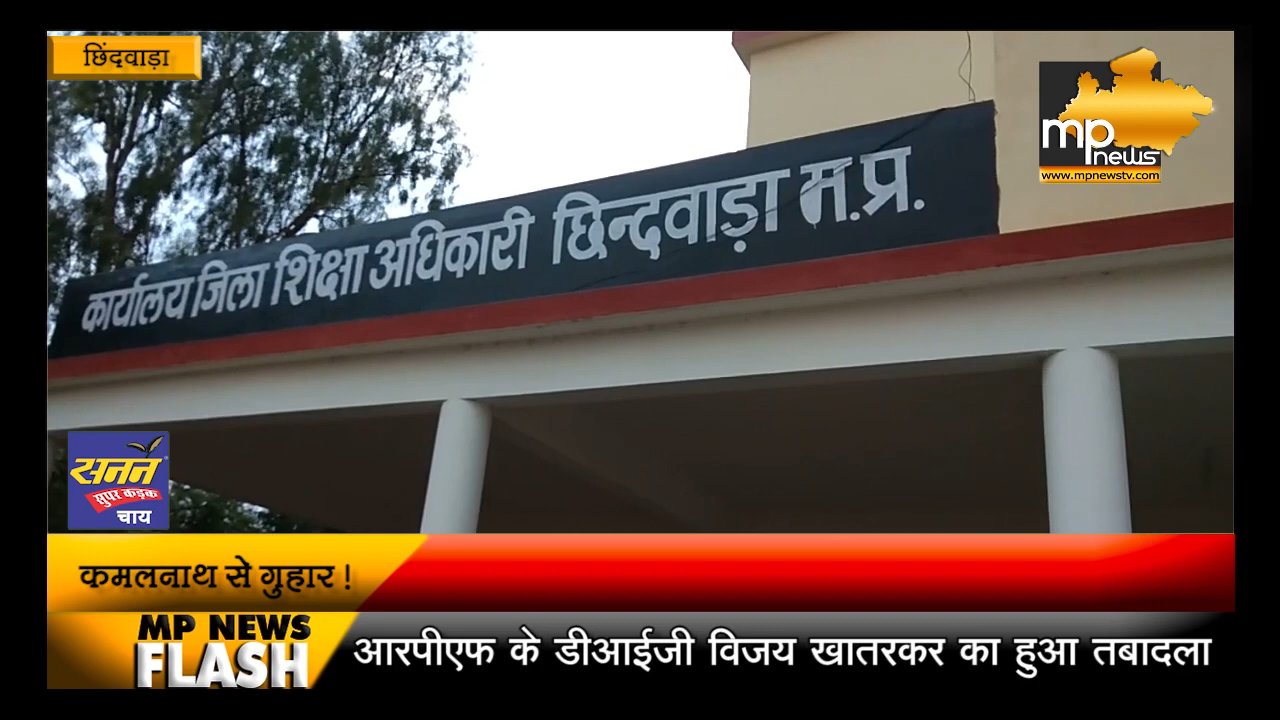 छिंदवाड़ा
mp
news
www.mpnewstv.com
कार्यालय जिला शिक्षा अधिकारी छिन्दवाड़ा म.प्र.
सनन
सुपर कड़क
चाय
कमलनाथ से गुहार !
MP NEWS
FLASH
आरपीएफ के डीआईजी विजय खातरकर का हुआ तबादला